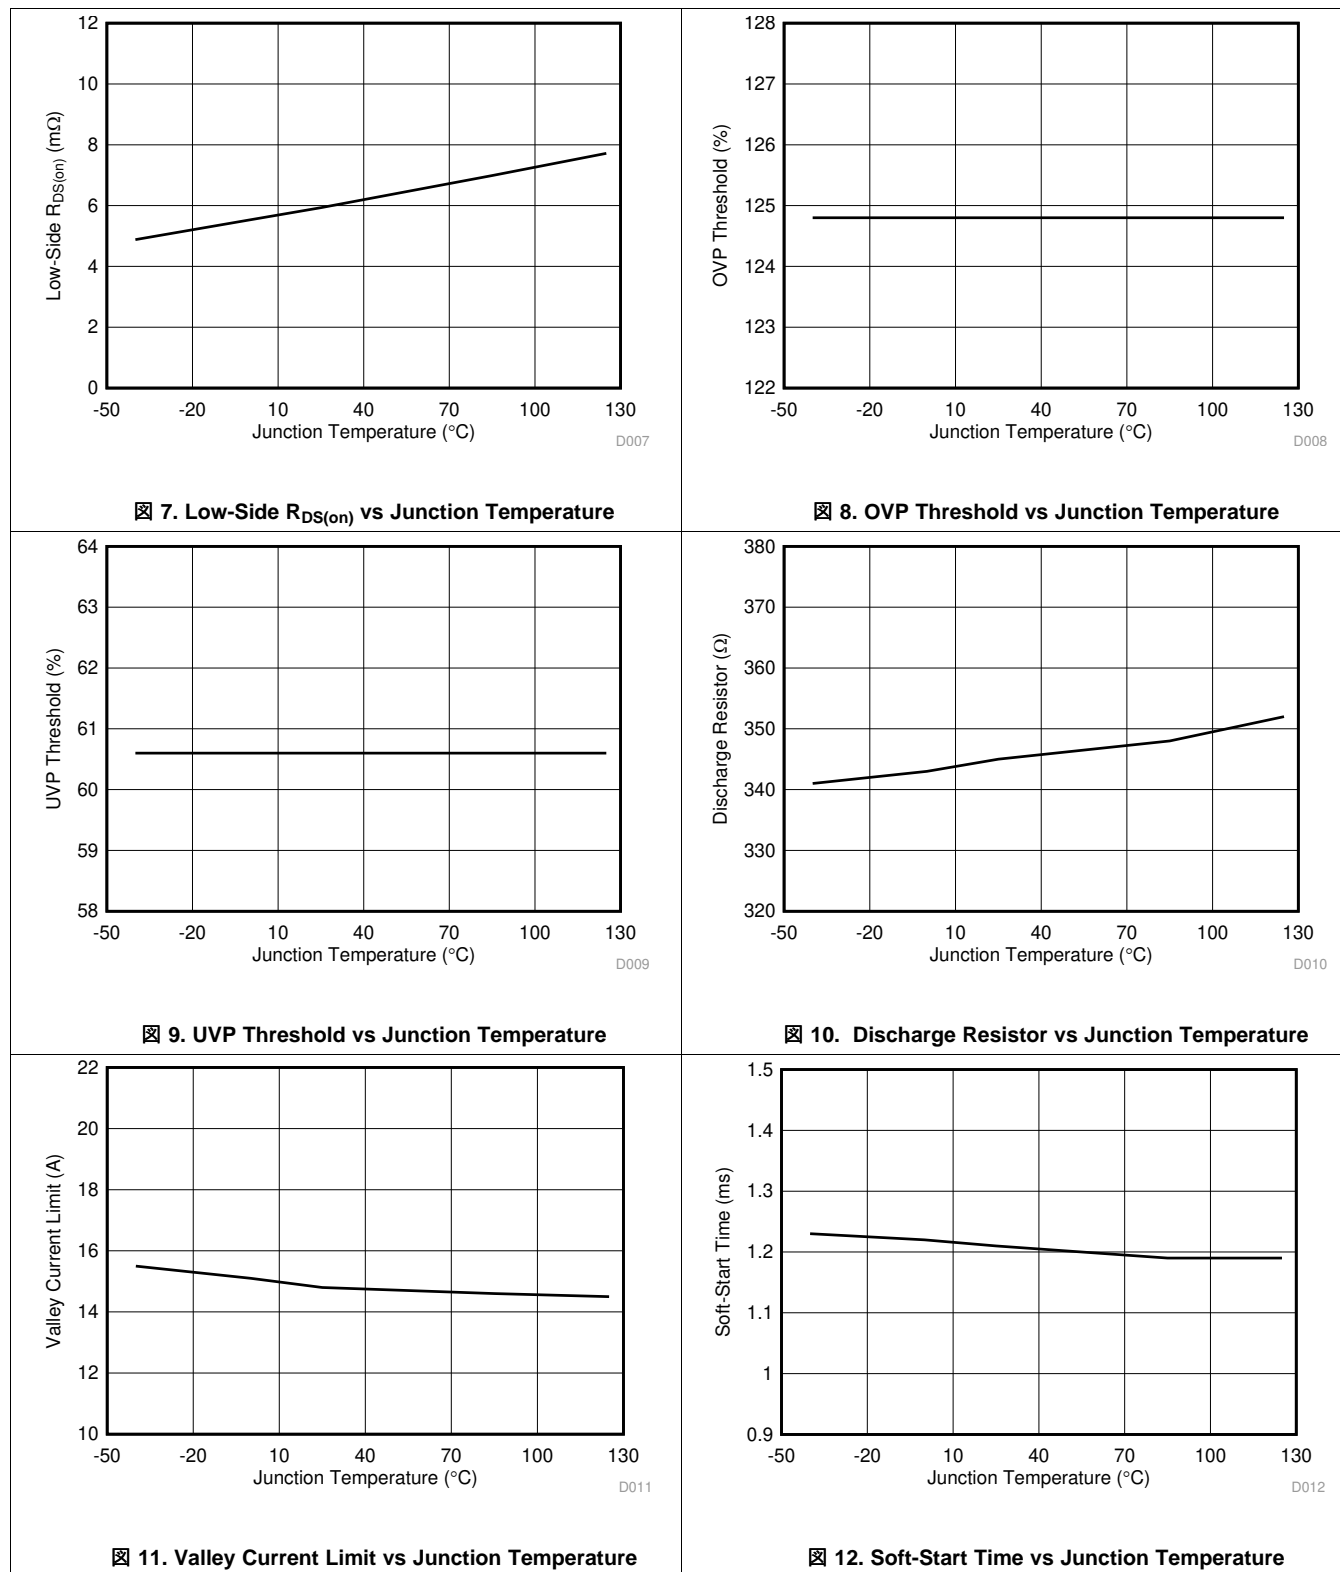 12
10
8
6
4
2
0
Low-Side RDS(on) (mΩ)
-50 -20 10 40 70 100 130
Junction Temperature (°C)
D007
図 7. Low-Side RDS(on) vs Junction Temperature
128
127
126
125
124
123
122
OVP Threshold (%)
-50 -20 10 40 70 100 130
Junction Temperature (°C)
D008
図 8. OVP Threshold vs Junction Temperature
64
63
62
61
60
59
58
UVP Threshold (%)
-50 -20 10 40 70 100 130
Junction Temperature (°C)
D009
図 9. UVP Threshold vs Junction Temperature
380
370
360
350
340
330
320
Discharge Resistor (Ω)
-50 -20 10 40 70 100 130
Junction Temperature (°C)
D010
図 10. Discharge Resistor vs Junction Temperature
22
20
18
16
14
12
10
Valley Current Limit (A)
-50 -20 10 40 70 100 130
Junction Temperature (°C)
D011
図 11. Valley Current Limit vs Junction Temperature
1.5
1.4
1.3
1.2
1.1
1
0.9
Soft-Start Time (ms)
-50 -20 10 40 70 100 130
Junction Temperature (°C)
D012
図 12. Soft-Start Time vs Junction Temperature